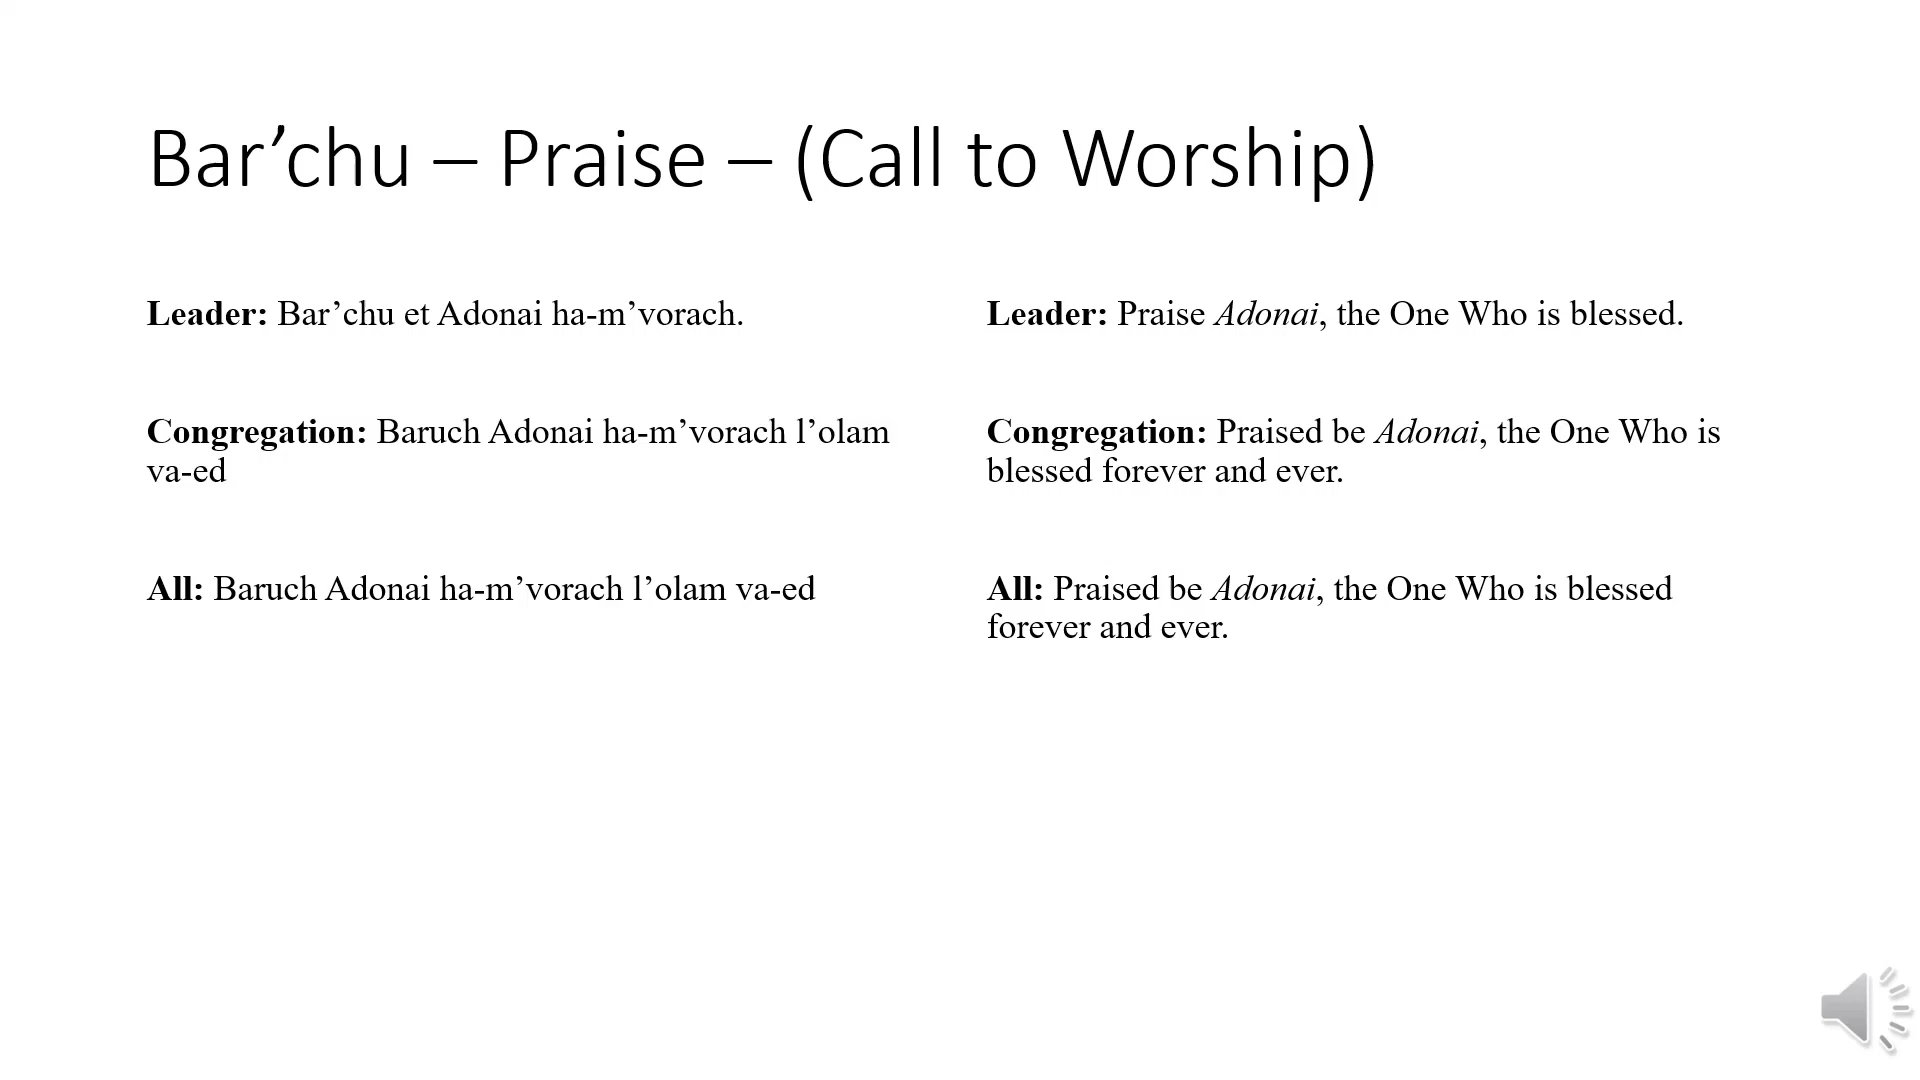 Bar’chu – Praise – (Call to Worship)
Leader: Bar’chu et Adonai ha-m’vorach.
Congregation: Baruch Adonai ha-m’vorach l’olam
va-ed
All: Baruch Adonai ha-m’vorach l’olam va-ed
Leader: Praise Adonai, the One Who is blessed.
Congregation: Praised be Adonai, the One Who is
blessed forever and ever.
All: Praised be Adonai, the One Who is blessed
forever and ever.